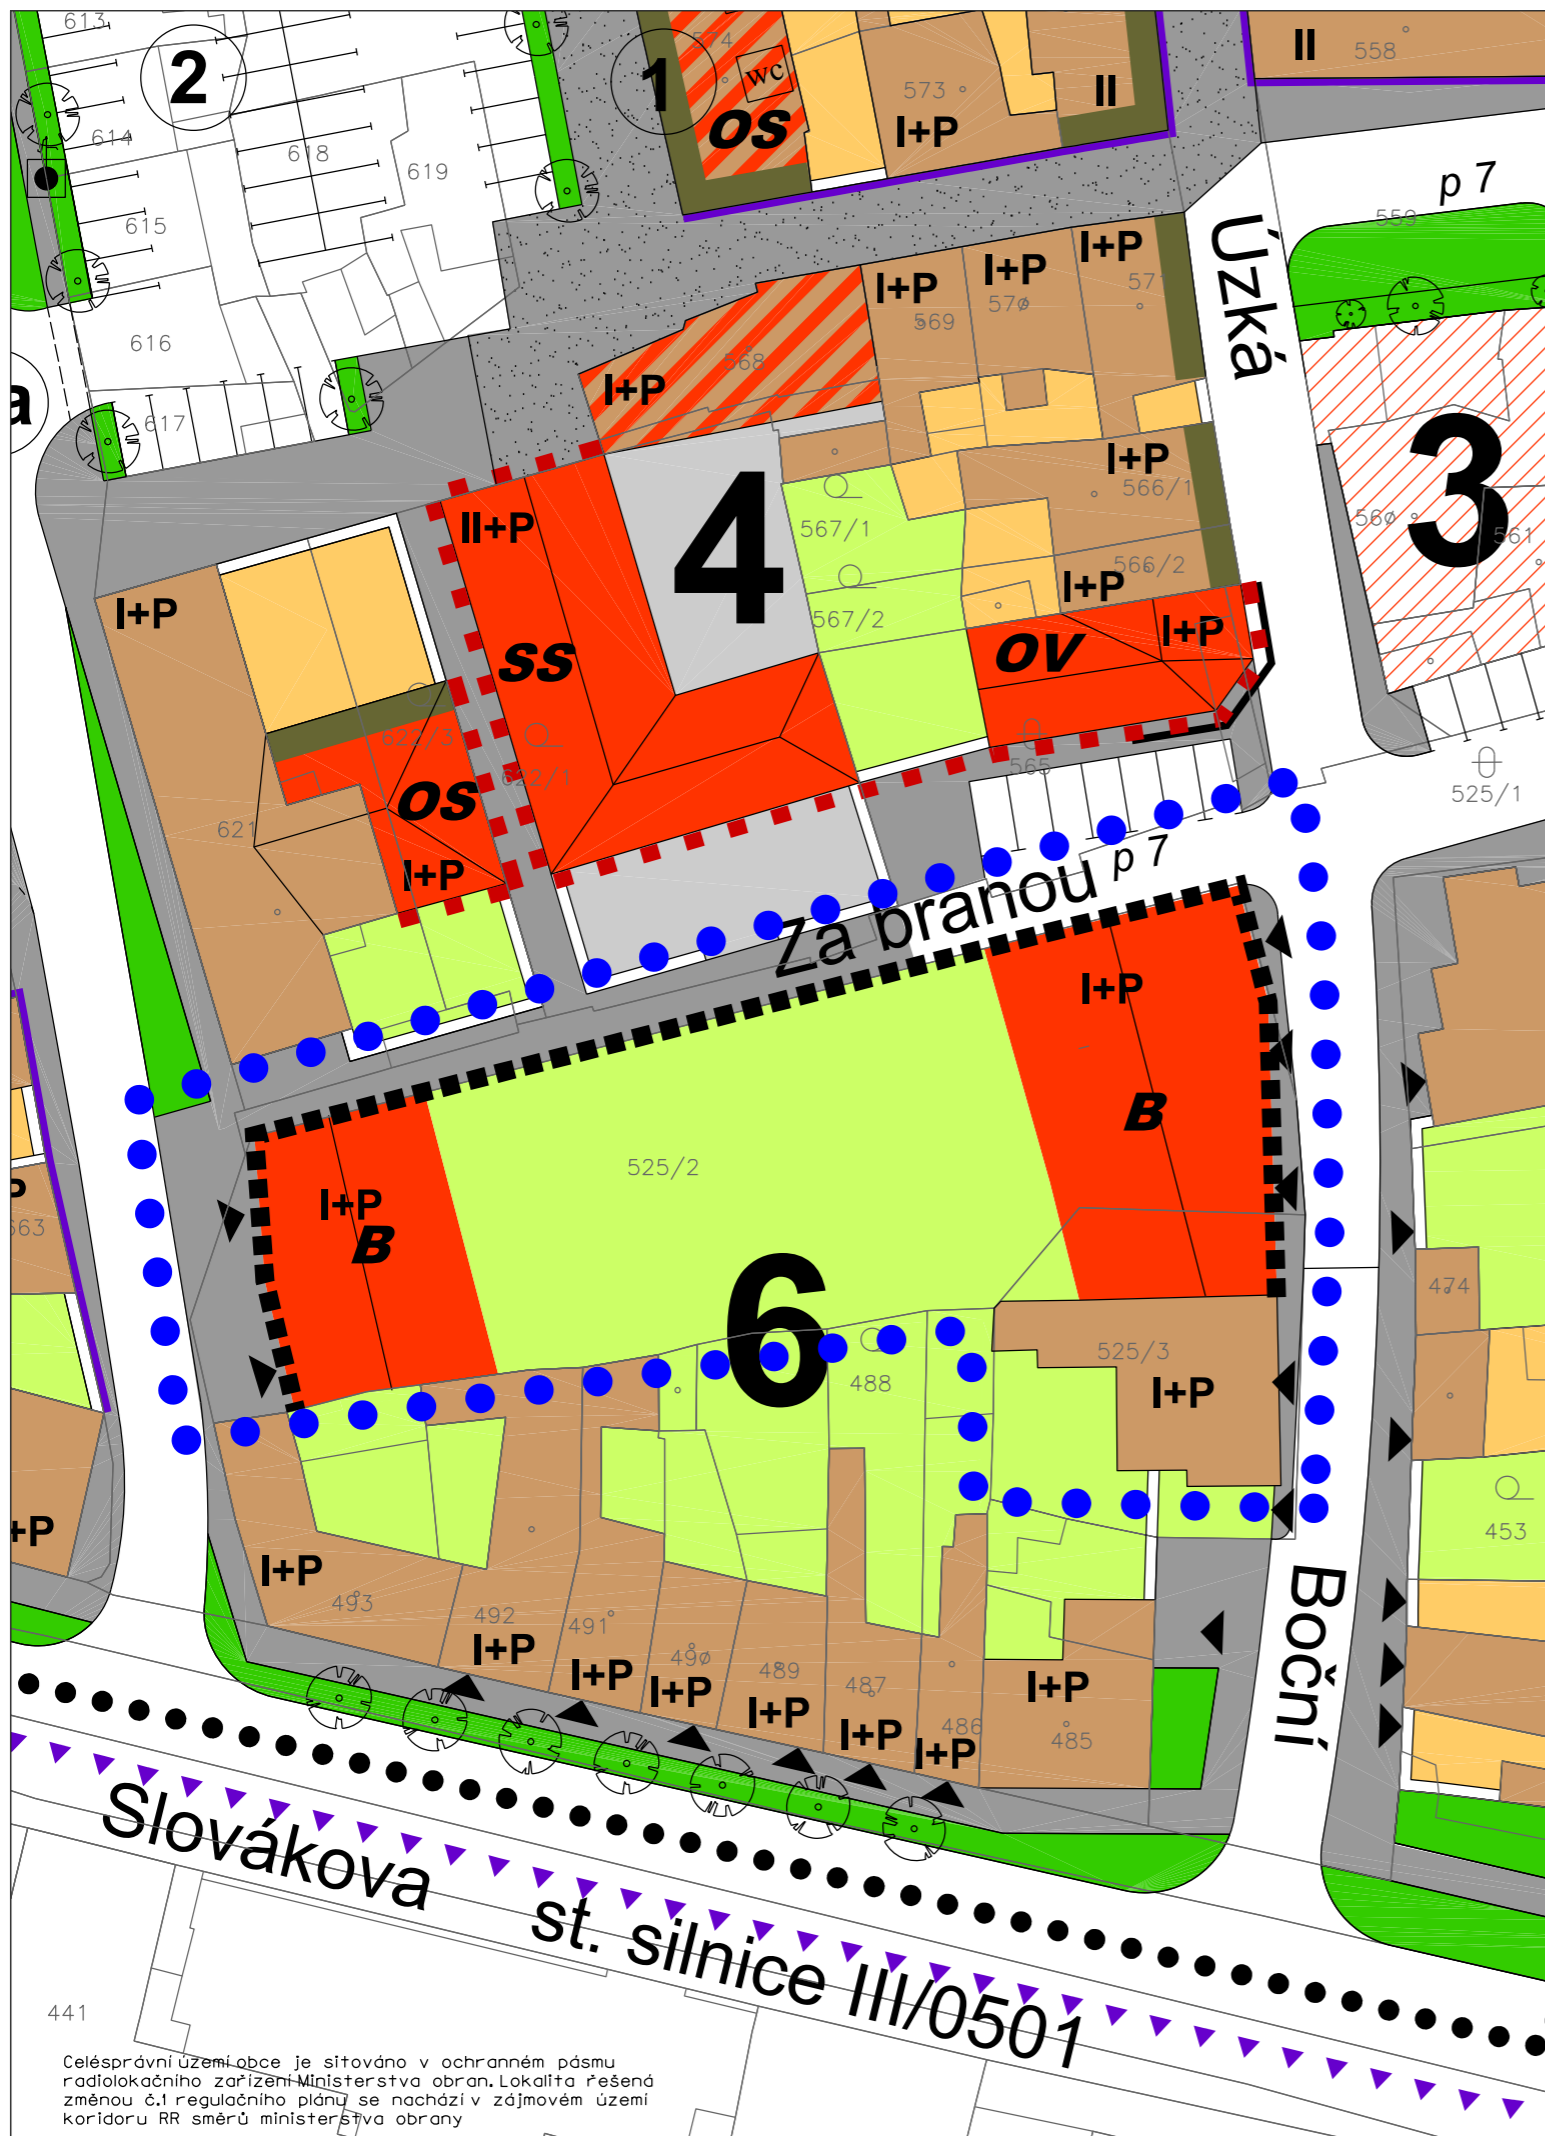 613
2
1
574
WC
OS
573
I+P
II
II
558
614
618
619
p 7
559
615
Úzká
I+P
I+P
I+P
57
57ø
569
616
568
I+P
a
617
3
I+P
566/1
56ø
561
II+P
4
567/1
566/2
I+P
567/2
I+P
SS
OV
I+P
622/3
622/1
565
525/1
OS
621
I+P
p 7
Za branou
I+P
B
525/2
I+P
B
P
663
6
474
525/3
488
I+P
453
+P
I+P
493
492
491
49ø
489
487
486
485
I+P
I+P
I+P
I+P
I+P
I+P
I+P
Boční
Slovákova
st. silnice III/0501
441
Celésprávní území obce je sitováno v ochranném pásmu
radiolokačního zařízení Ministerstva obran. Lokalita řešená
změnou č.1 regulačního plánu se nachází v zájmovém území
koridoru RR směrů ministerstva obrany